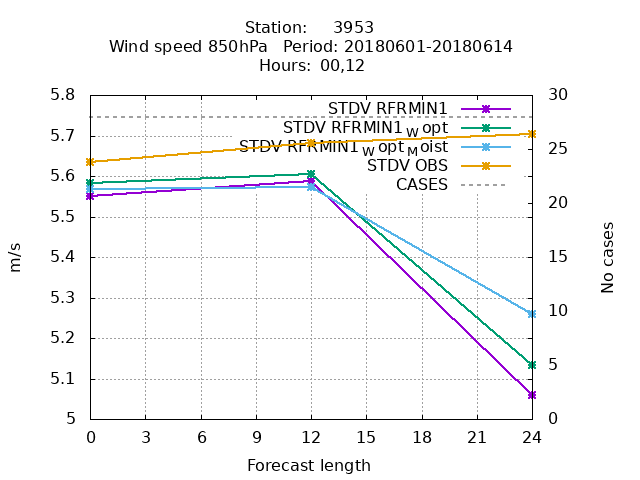 Station: 3953
Wind speed 850hPa Period: 20180601-20180614
Hours: 00,12
5.8
5.7
5.6
5.5
5.4
5.3
5.2
5.1
5
m/s
STDV RFRMIN1
STDV RFRMIN1 W opt
STDV RFRMIN1 W opt M oist
STDV OBS
CASES
30
25
20
15
10
5
0
No cases
0 3 6 9 12 15 18 21 24
Forecast length